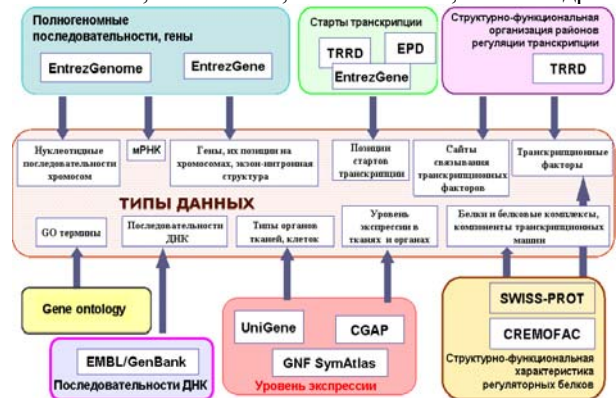 Полногеномные
последовательности, гены
EntrezGenome
EntrezGene
Старты транскрипции
TRRD
EPD
EntrezGene
Структурно-функциональная
организация районов
регуляции транскрипции
TRRD
Нуклеотидные
последовательности
хромосом
мРНК
Гены, их позиции на
хромосомах, экзон-интронная
структура
Позиции
стартов
транскрипции
Сайты
связывания
транскрипционных
факторов
Транскрипционные
факторы
ТИПЫ ДАННЫХ
GO термины
Последовательности
ДНК
Типы органов
тканей, клеток
Уровень
экспрессии в
тканях и органах
Белки и белковые комплексы,
компоненты транскрипционных
машин
Gene ontology
EMBL/GenBank
Последовательности ДНК
UniGene
CGAP
GNF SymAtlas
Уровень экспрессии
SWISS-PROT
CREMOFAC
Структурно-функциональная
характеристика
регуляторных белков